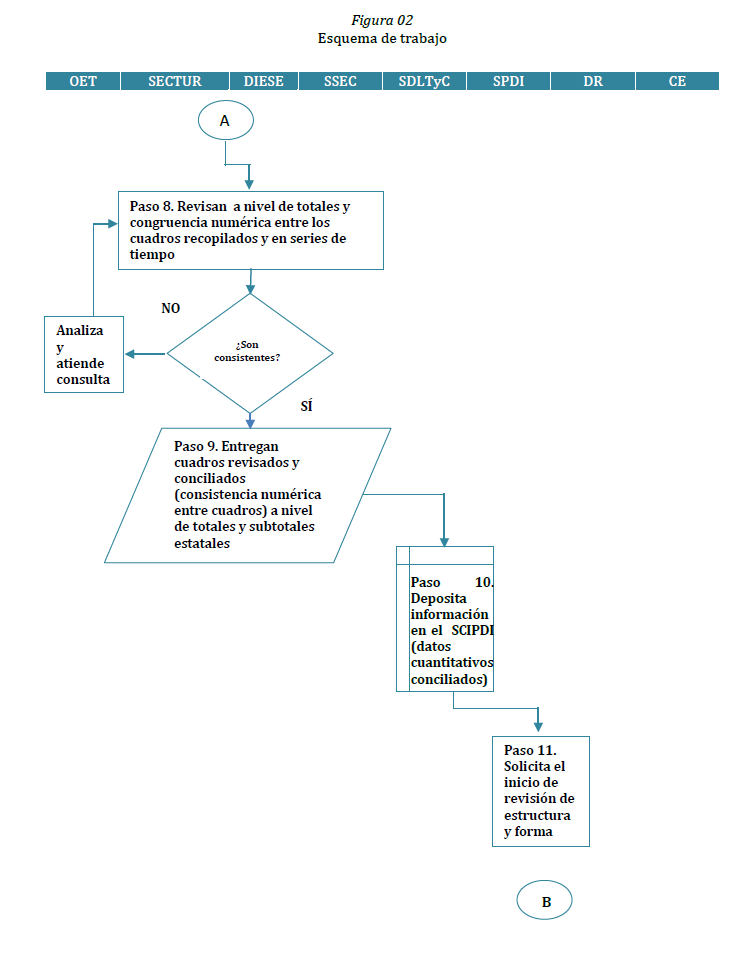 Figura 02
Esquema de trabajo
OET SECTUR DIESE SSEC SDLTyC SPDI DR CE
A
Paso 8. Revisan a nivel de totales y
congruencia numérica entre los
cuadros recopilados y en series de
tiempo
NO
Analiza
y
atiende
consulta
¿Son
consistentes?
SÍ
Paso 9. Entregan
cuadros revisados y
conciliados
(consistencia numérica
entre cuadros) a nivel
de totales y subtotales
estatales
Paso 10.
Deposita
información
en el SCIPDI
(datos
cuantitativos
conciliados)
Paso 11.
Solicita el
inicio de
revisión de
estructura
y forma
B